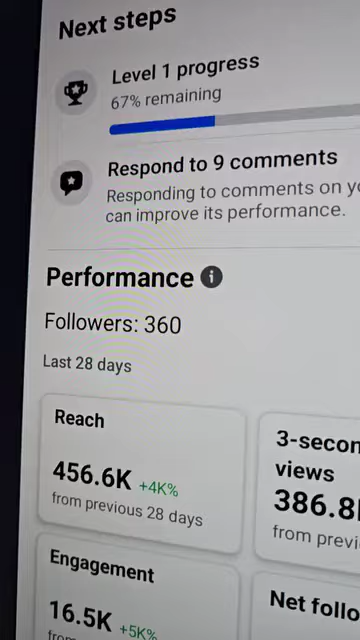 Next steps
Level 1 progress
67% remaining
Respond to 9 comments
Responding to comments on
can improve its performance.
Performance
Followers: 360
Last 28 days
Reach
456.6K +4K%
from previous 28 days
3-secon
views
386.8
from previ
Engagement
16.5K +5K%
from
Net follo